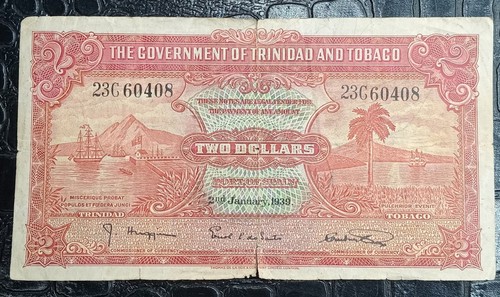 THE GOVERNMENT OF TRINIDAD AND TOBAGO
23C 60408 23C 60408
THESE NOTES ARE LEGAL TENDER FOR
THE PAYMENT OF ANY AMOUNT
TWO DOLLARS
2nd January, 1939.
MISCERIQUE PROBAT
POPULOS ET FOEDERA JUNGI
TRINIDAD
PULCHRIOR EVENIT
TOBAGO
2 2